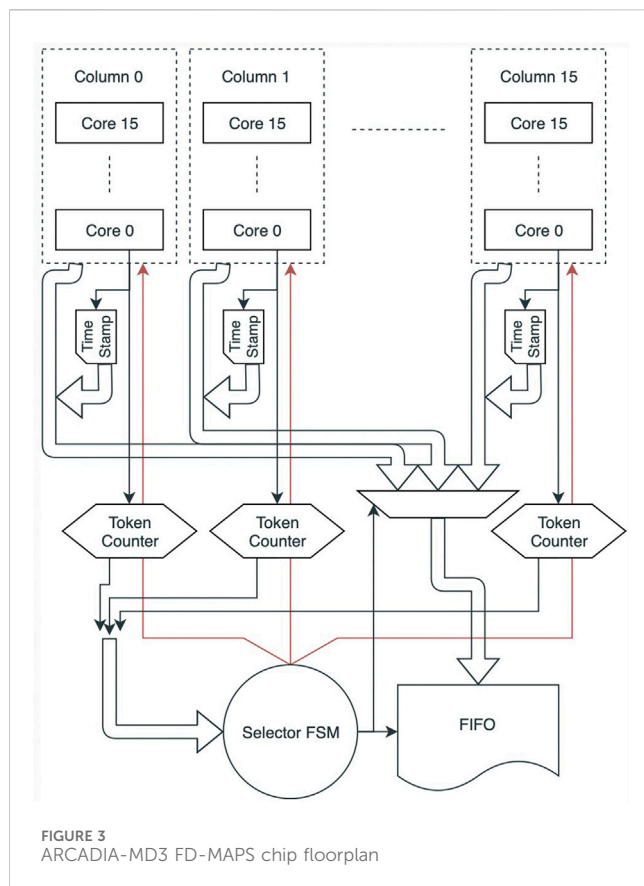 Column 0
Column 1
Column 15
Core 15
Core 15
Core 15
Core 0
Core 0
Core 0
Time
Stamp
Time
Stamp
Time
Stamp
Token
Counter
Token
Counter
Token
Counter
Selector FSM
FIFO
FIGURE 3
ARCADIA-MD3 FD-MAPS chip floorplan